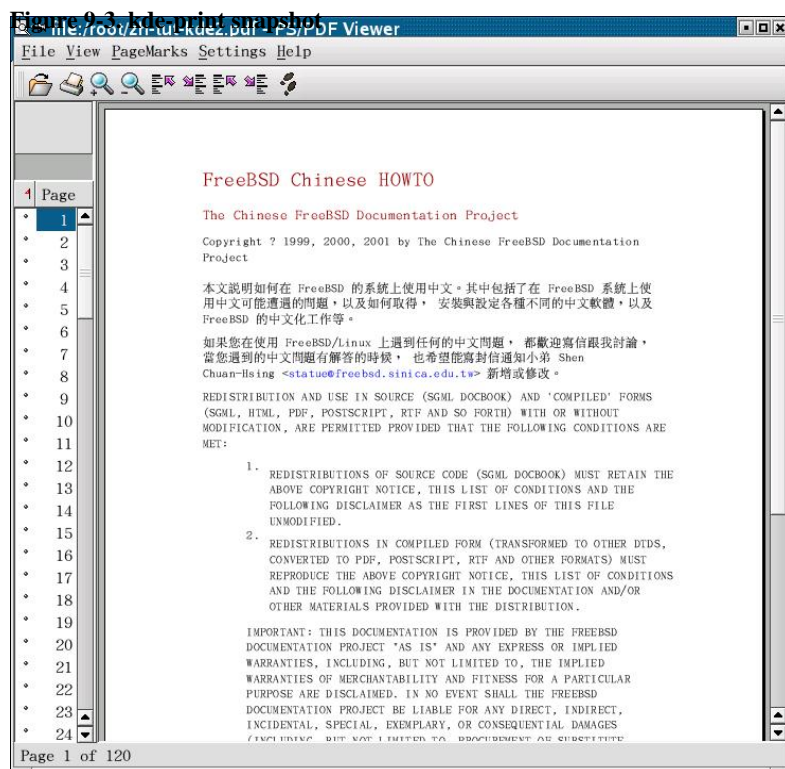 Figure 9-3. kde-print snapshot
file:/root/zh-tut-kde2.pdf - PS/PDF Viewer
File View PageMarks Settings Help
Page
1
2
3
4
5
6
7
8
9
10
11
12
13
14
15
16
17
18
19
20
21
22
23
24
FreeBSD Chinese HOWTO
The Chinese FreeBSD Documentation Project
Copyright ? 1999, 2000, 2001 by The Chinese FreeBSD Documentation
Project
本文説明如何在 FreeBSD 的系統上使用中文。其中包括了在 FreeBSD 系統上使
用中文可能遭遇的問題，以及如何取得， 安裝與設定各種不同的中文軟體，以及
FreeBSD 的中文化工作等。
如果您在使用 FreeBSD/Linux 上遇到任何的中文問題， 都歡迎寫信跟我討論，
當您遇到的中文問題有解答的時候， 也希望能寫封信通知小弟 Shen
Chuan-Hsing <statue@freebsd.sinica.edu.tw> 新增或修改。
REDISTRIBUTION AND USE IN SOURCE (SGML DOCBOOK) AND 'COMPILED' FORMS
(SGML, HTML, PDF, POSTSCRIPT, RTF AND SO FORTH) WITH OR WITHOUT
MODIFICATION, ARE PERMITTED PROVIDED THAT THE FOLLOWING CONDITIONS ARE
MET:
1. REDISTRIBUTIONS OF SOURCE CODE (SGML DOCBOOK) MUST RETAIN THE
ABOVE COPYRIGHT NOTICE, THIS LIST OF CONDITIONS AND THE
FOLLOWING DISCLAIMER AS THE FIRST LINES OF THIS FILE
UNMODIFIED.
2. REDISTRIBUTIONS IN COMPILED FORM (TRANSFORMED TO OTHER DTDS,
CONVERTED TO PDF, POSTSCRIPT, RTF AND OTHER FORMATS) MUST
REPRODUCE THE ABOVE COPYRIGHT NOTICE, THIS LIST OF CONDITIONS
AND THE FOLLOWING DISCLAIMER IN THE DOCUMENTATION AND/OR
OTHER MATERIALS PROVIDED WITH THE DISTRIBUTION.
IMPORTANT: THIS DOCUMENTATION IS PROVIDED BY THE FREEBSD
DOCUMENTATION PROJECT "AS IS" AND ANY EXPRESS OR IMPLIED
WARRANTIES, INCLUDING, BUT NOT LIMITED TO, THE IMPLIED
WARRANTIES OF MERCHANTABILITY AND FITNESS FOR A PARTICULAR
PURPOSE ARE DISCLAIMED. IN NO EVENT SHALL THE FREEBSD
DOCUMENTATION PROJECT BE LIABLE FOR ANY DIRECT, INDIRECT,
INCIDENTAL, SPECIAL, EXEMPLARY, OR CONSEQUENTIAL DAMAGES
(INCLUDING, BUT NOT LIMITED TO, PROCUREMENT OF SUBSTITUTE
Page 1 of 120